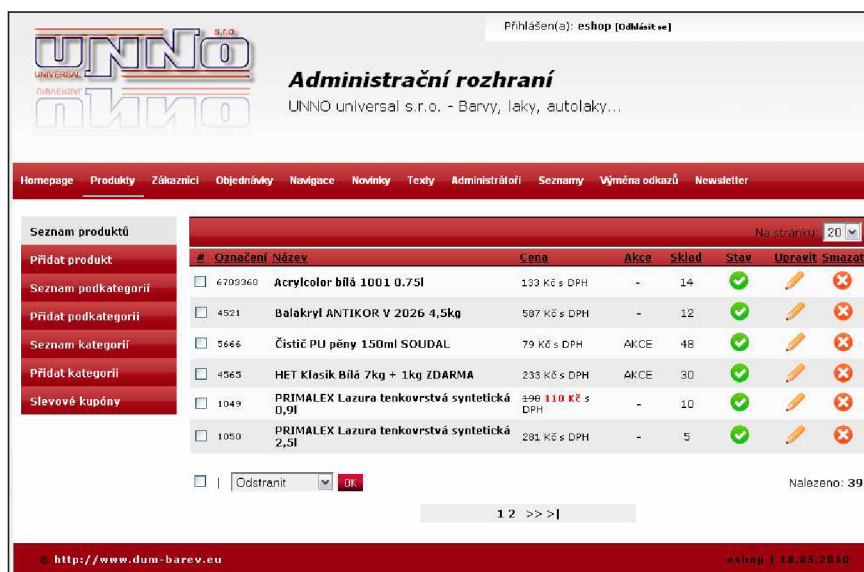 Přihlášen(a): eshop [Odhlásit se]
s.r.o.
UNNO
UNIVERSAL
Administrační rozhraní
UNNO universal s.r.o. - Barvy, laky, autolaky...
Homepage Produkty Zákazníci Objednávky Navigace Novinky Texty Administrátoři Seznamy Výměna odkazů Newsletter
Seznam produktů
Přidat produkt
Seznam podkategorií
Přidat podkategorii
Seznam kategorií
Přidat kategorii
Slevové kupóny
Na stránku: 20
# Označení Název Cena Akce Sklad Stav Upravit Smazat
6703360 Acrylcolor bílá 1001 0.75l 133 Kč s DPH - 14
4521 Balakryl ANTIKOR V 2026 4,5kg 587 Kč s DPH - 12
5666 Čistič PU pěny 150ml SOUDAL 79 Kč s DPH AKCE 48
4565 HET Klasik Bílá 7kg + 1kg ZDARMA 233 Kč s DPH AKCE 30
1049 PRIMALEX Lazura tenkovrstvá syntetická 0,9l 190 110 Kč s DPH - 10
1050 PRIMALEX Lazura tenkovrstvá syntetická 2,5l 281 Kč s DPH - 5
| Odstranit OK
Nalezeno: 39
1 2 >> >|
© http://www.dum-barev.eu
eshop | 18.05.2010